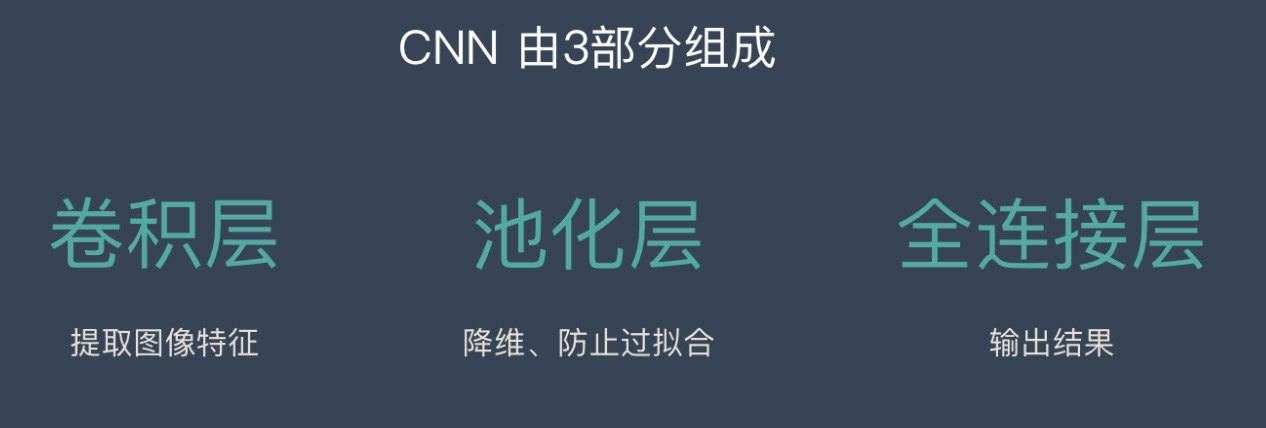 CNN 由3部分组成
卷积层
池化层
全连接层
提取图像特征
降维、防止过拟合
输出结果